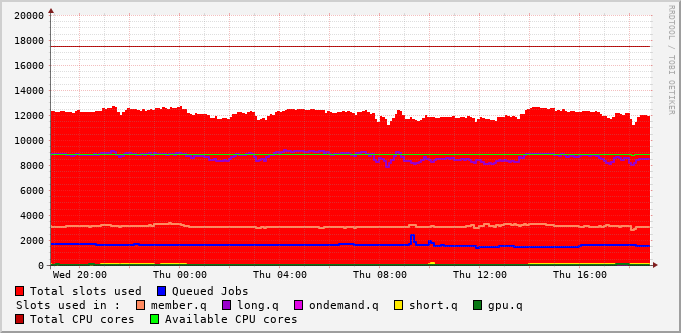 20000
18000
16000
14000
12000
10000
8000
6000
4000
2000
0
Wed 20:00 Thu 00:00 Thu 04:00 Thu 08:00 Thu 12:00 Thu 16:00
RRDTOOL / TOBI OETIKER
Total slots used Queued Jobs
Slots used in : member.q long.q ondemand.q short.q gpu.q
Total CPU cores Available CPU cores